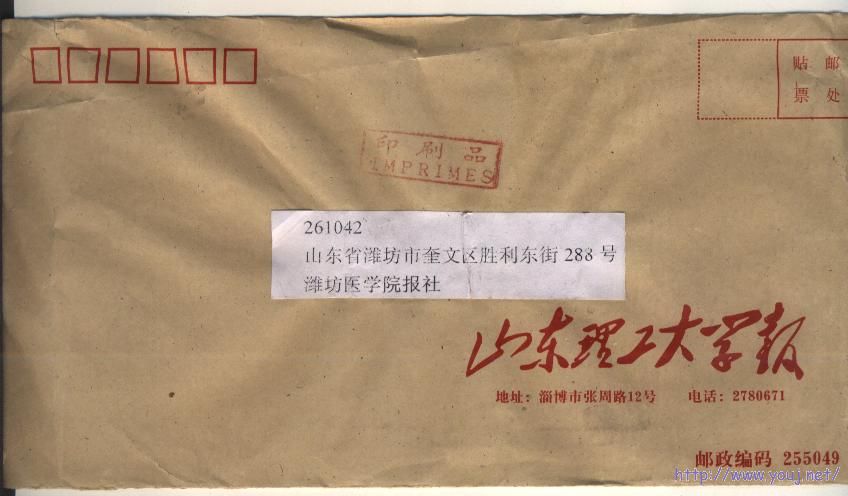 贴 邮
票 处
印刷品
IMPRIMES
261042
山东省潍坊市奎文区胜利东街 288 号
潍坊医学院报社
山东理工大学报
地址：淄博市张周路12号 电话：2780671
邮政编码 255049
http://www.youj.net/